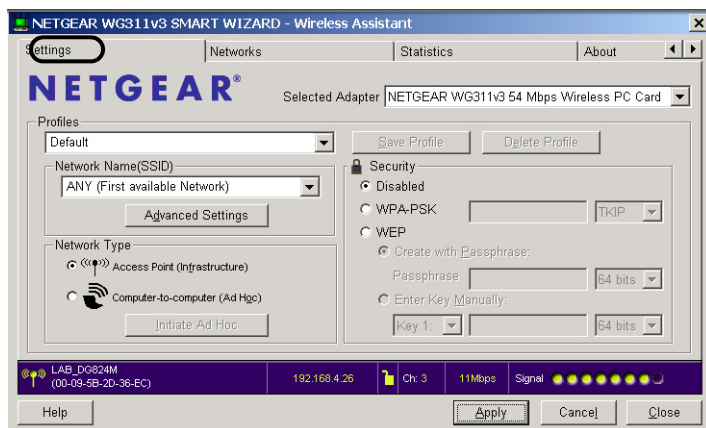 NETGEAR WG311v3 SMART WIZARD - Wireless Assistant
Settings Networks Statistics About
NETGEAR®
Selected Adapter NETGEAR WG311v3 54 Mbps Wireless PC Card
Profiles
Default Save Profile Delete Profile
Network Name(SSID)
ANY (First available Network)
Advanced Settings
Network Type
Access Point (Infrastructure)
Computer-to-computer (Ad Hoc)
Initiate Ad Hoc
Security
Disabled
WPA-PSK TKIP
WEP
Create with Passphrase:
Passphrase 64 bits
Enter Key Manually:
Key 1: 64 bits
LAB_DG824M
(00-09-5B-2D-36-EC) 192.168.4.26 Ch: 3 11Mbps Signal
Help Apply Cancel Close